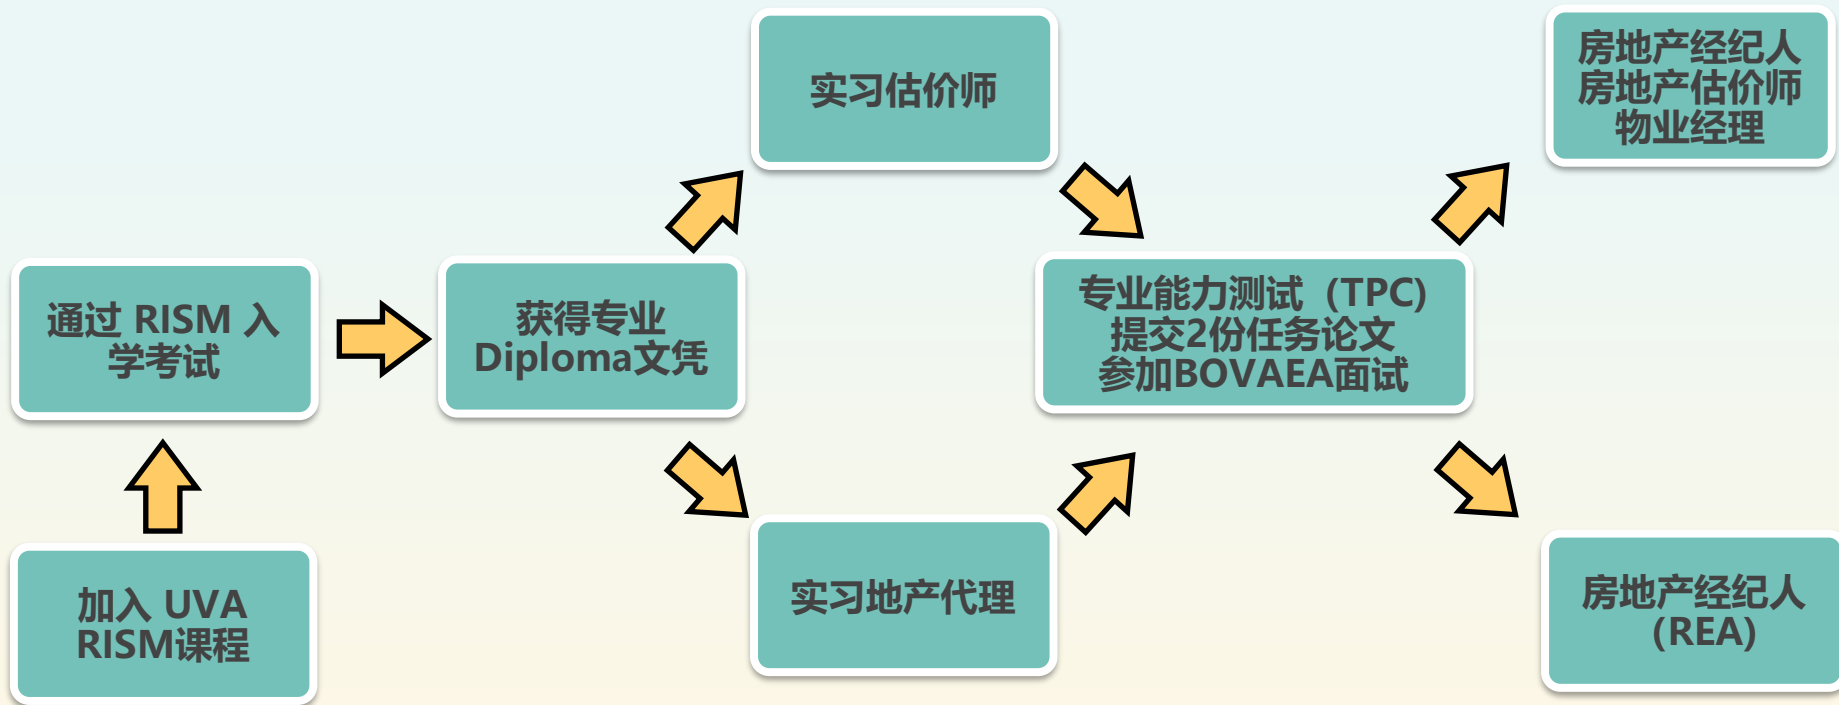 加入 UVA
RISM课程
通过 RISM 入
学考试
获得专业
Diploma文凭
实习估价师
实习地产代理
专业能力测试 (TPC)
提交2份任务论文
参加BOVAEA面试
房地产经纪人
房地产估价师
物业经理
房地产经纪人
(REA)